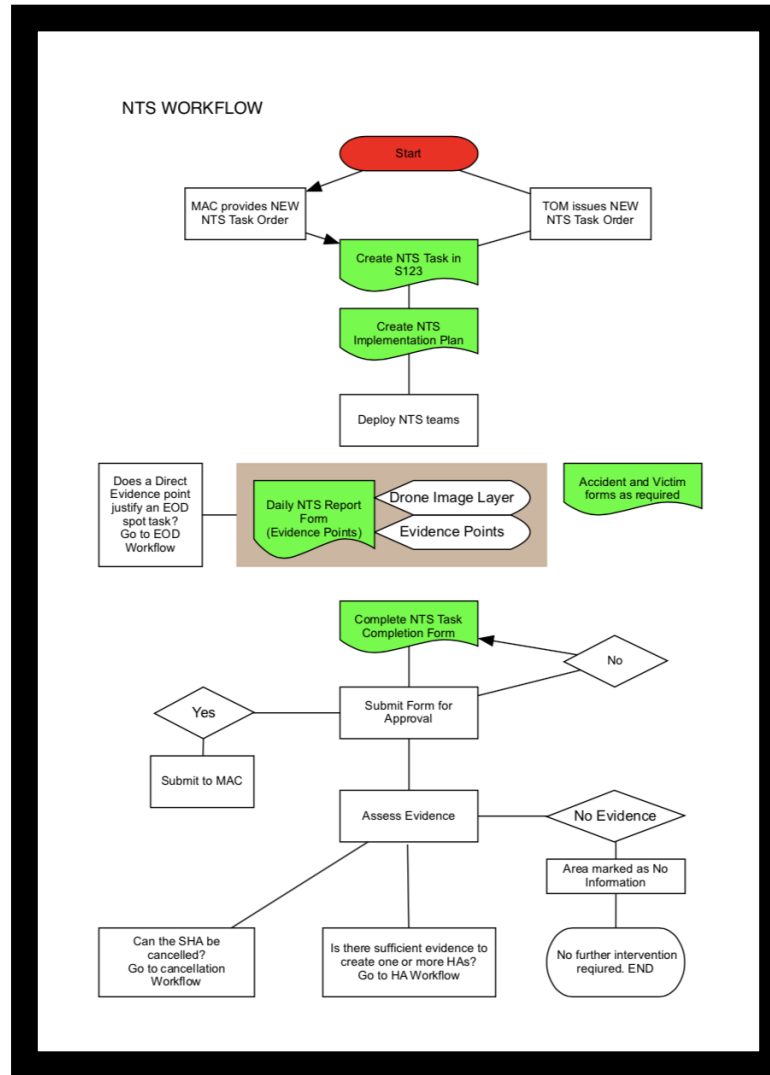 NTS WORKFLOW
Start
MAC provides NEW
NTS Task Order
TOM issues NEW
NTS Task Order
Create NTS Task in
S123
Create NTS
Implementation Plan
Deploy NTS teams
Does a Direct
Evidence point
justify an EOD
spot task?
Go to EOD
Workflow
Daily NTS Report
Form
(Evidence Points)
Drone Image Layer
Evidence Points
Accident and Victim
forms as required
Complete NTS Task
Completion Form
No
Yes
Submit Form for
Approval
Submit to MAC
Assess Evidence
No Evidence
Area marked as No
Information
Can the SHA be
cancelled?
Go to cancellation
Workflow
Is there sufficient evidence to
create one or more HAs?
Go to HA Workflow
No further intervention
reqiured. END